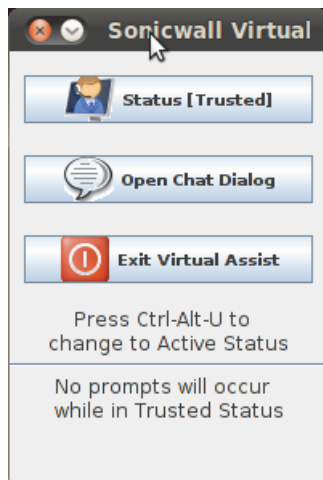 Sonicwall Virtual
Status [Trusted]
Open Chat Dialog
Exit Virtual Assist
Press Ctrl-Alt-U to
change to Active Status
No prompts will occur
while in Trusted Status